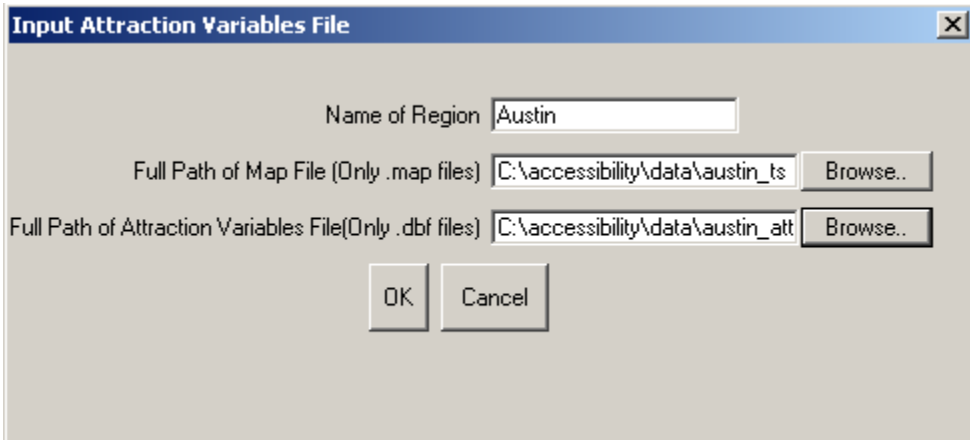 Input Attraction Variables File
Name of Region Austin
Full Path of Map File (Only .map files) C:\accessibility\data\austin_ts Browse..
Full Path of Attraction Variables File(Only .dbf files) C:\accessibility\data\austin_att Browse..
OK Cancel